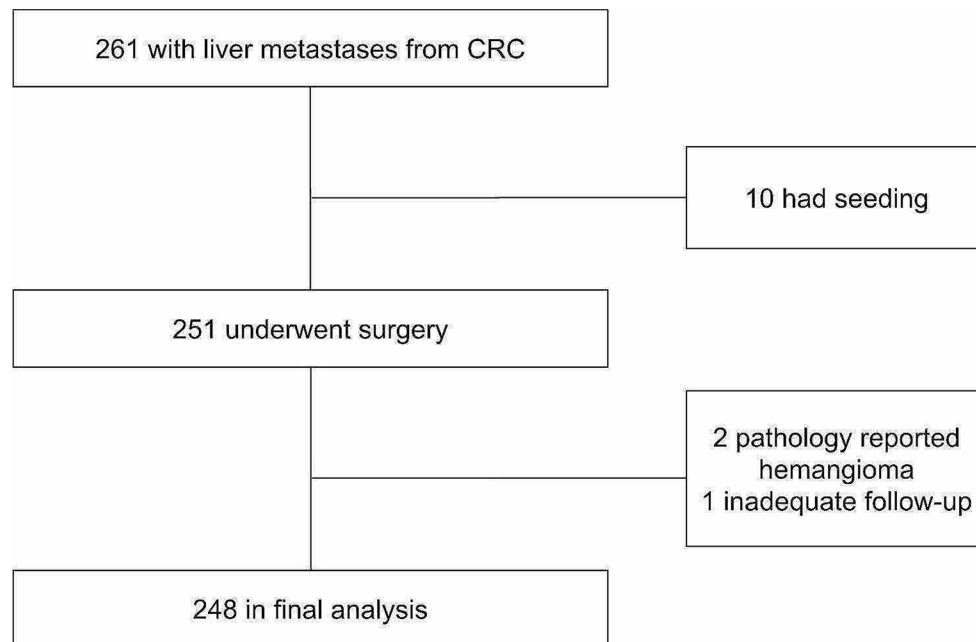 261 with liver metastases from CRC
10 had seeding
251 underwent surgery
2 pathology reported
hemangioma
1 inadequate follow-up
248 in final analysis